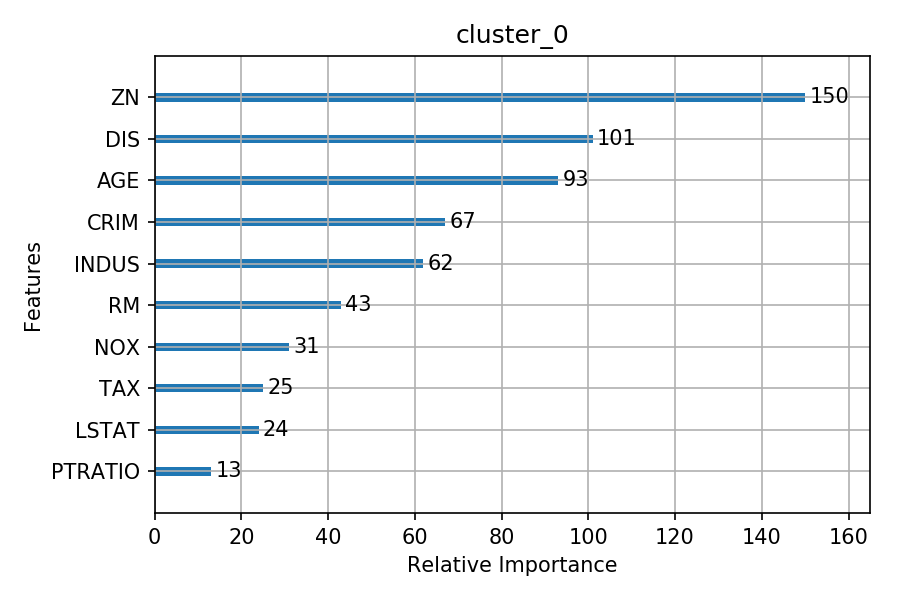 cluster_0
Features
ZN 150
DIS 101
AGE 93
CRIM 67
INDUS 62
RM 43
NOX 31
TAX 25
LSTAT 24
PTRATIO 13
0 20 40 60 80 100 120 140 160
Relative Importance